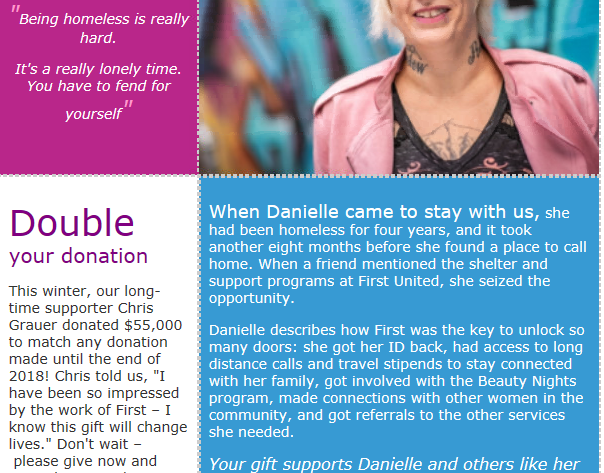 "Being homeless is really
hard.
It's a really lonely time.
You have to fend for
yourself"
Double
your donation
This winter, our long-
time supporter Chris
Grauer donated $55,000
to match any donation
made until the end of
2018! Chris told us, "I
have been so impressed
by the work of First – I
know this gift will change
lives." Don't wait –
please give now and
When Danielle came to stay with us, she
had been homeless for four years, and it took
another eight months before she found a place to call
home. When a friend mentioned the shelter and
support programs at First United, she seized the
opportunity.
Danielle describes how First was the key to unlock so
many doors: she got her ID back, had access to long
distance calls and travel stipends to stay connected
with her family, got involved with the Beauty Nights
program, made connections with other women in the
community, and got referrals to the other services
she needed.
Your gift supports Danielle and others like her